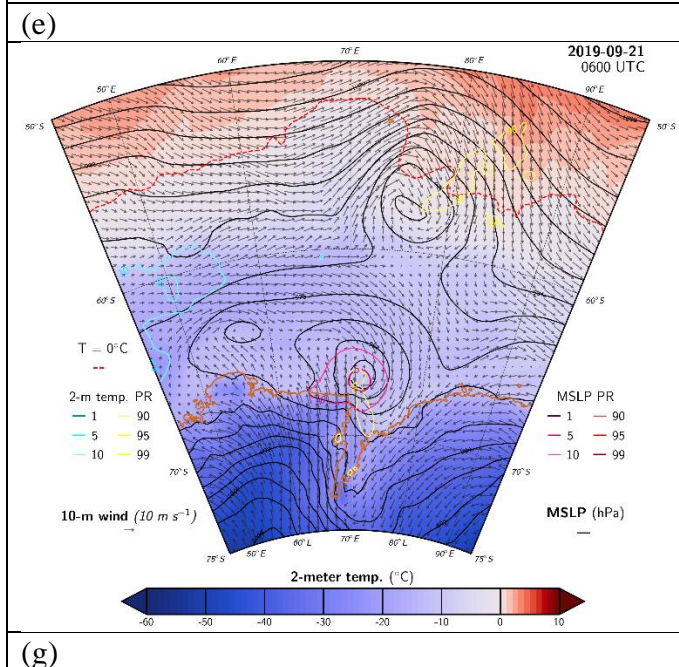 (e)
2019-09-21
0600 UTC
50° E
60° E
70° E
80° E
90° E
50° S
50° S
60° S
60° S
T = 0°C
2-m temp. PR
1 90
5 95
10 99
MSLP PR
1 90
5 95
10 99
70° S
70° S
10-m wind (10 m s⁻¹)
MSLP (hPa)
75° S
50° E
60° E
70° E
80° E
90° E
75° S
2-meter temp. (°C)
-60 -50 -40 -30 -20 -10 0 10
(g)